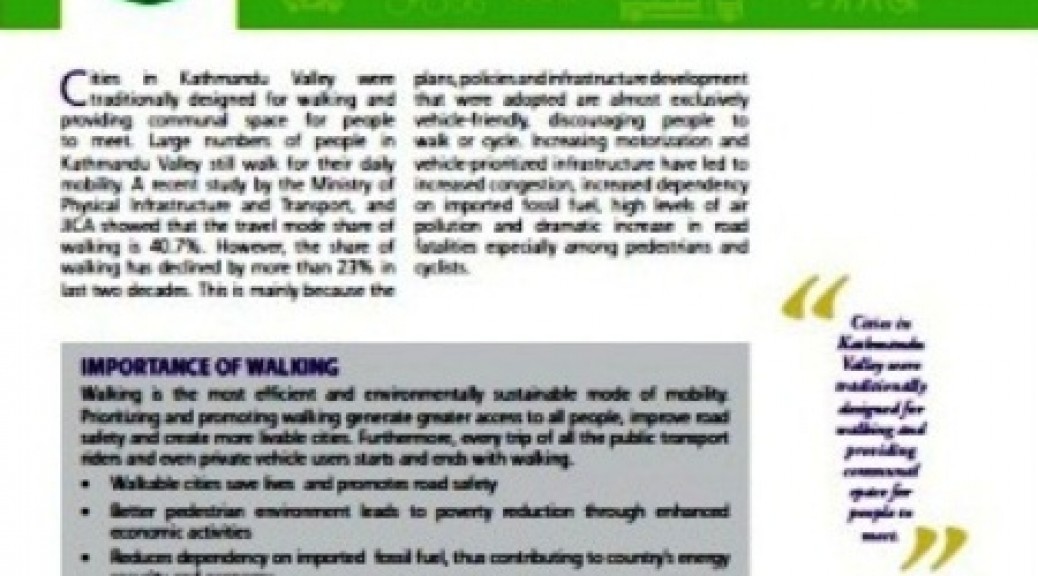 Cities in Kathmandu Valley were
traditionally designed for walking and
providing communal space for people
to meet. Large numbers of people in
Kathmandu Valley still walk for their daily
mobility. A recent study by the Ministry of
Physical Infrastructure and Transport, and
JICA showed that the travel mode share of
walking is 40.7%. However, the share of
walking has declined by more than 23% in
last two decades. This is mainly because the
plans, policies and infrastructure development
that were adopted are almost exclusively
vehicle-friendly, discouraging people to
walk or cycle. Increasing motorization and
vehicle-prioritized infrastructure have led to
increased congestion, increased dependency
on imported fossil fuel, high levels of air
pollution and dramatic increase in road
fatalities especially among pedestrians and
cyclists.
IMPORTANCE OF WALKING
Walking is the most efficient and environmentally sustainable mode of mobility.
Prioritizing and promoting walking generate greater access to all people, improve road
safety and create more livable cities. Furthermore, every trip of all the public transport
riders and even private vehicle users starts and ends with walking.
• Walkable cities save lives and promotes road safety
• Better pedestrian environment leads to poverty reduction through enhanced
economic activities
• Reduces dependency on imported fossil fuel, thus contributing to country's energy
“Cities in
Kathmandu
Valley were
traditionally
designed for
walking and
providing
communal
space for
people to
meet.”